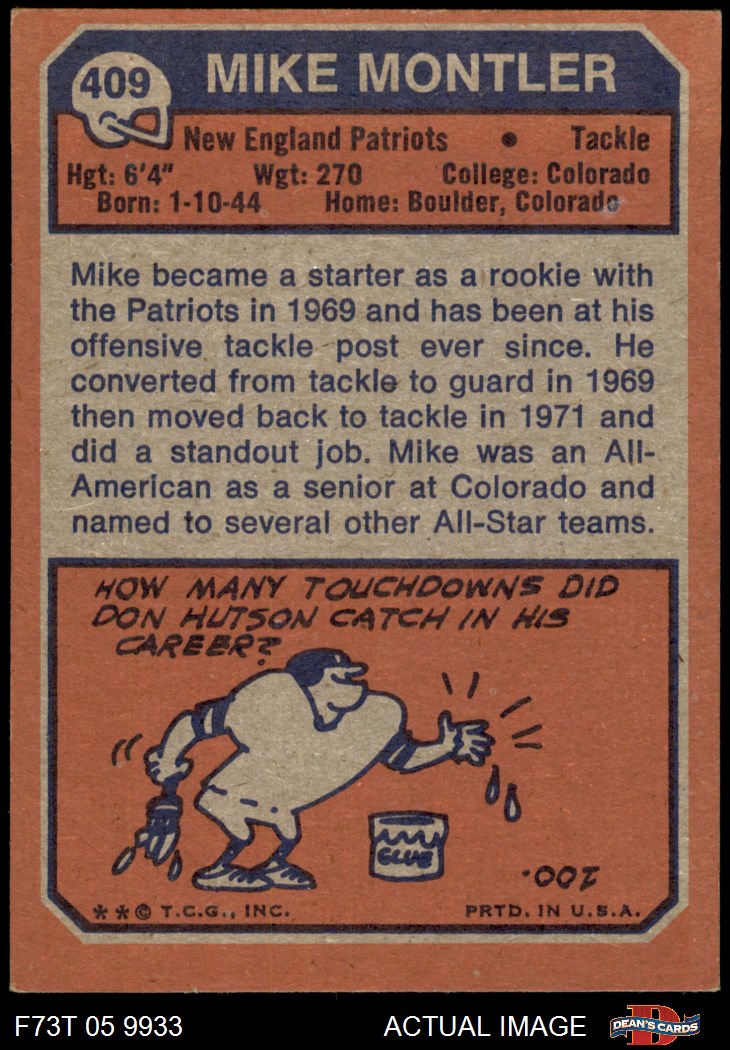 409
MIKE MONTLER
New England Patriots • Tackle
Hgt: 6'4" Wgt: 270 College: Colorado
Born: 1-10-44 Home: Boulder, Colorado
Mike became a starter as a rookie with
the Patriots in 1969 and has been at his
offensive tackle post ever since. He
converted from tackle to guard in 1969
then moved back to tackle in 1971 and
did a standout job. Mike was an All-
American as a senior at Colorado and
named to several other All-Star teams.
HOW MANY TOUCHDOWNS DID
DON HUTSON CATCH IN HIS
CAREER?
GLUE
100.
**© T.C.G., INC. PRTD. IN U.S.A.
F73T 05 9933 ACTUAL IMAGE DEAN'S CARDS